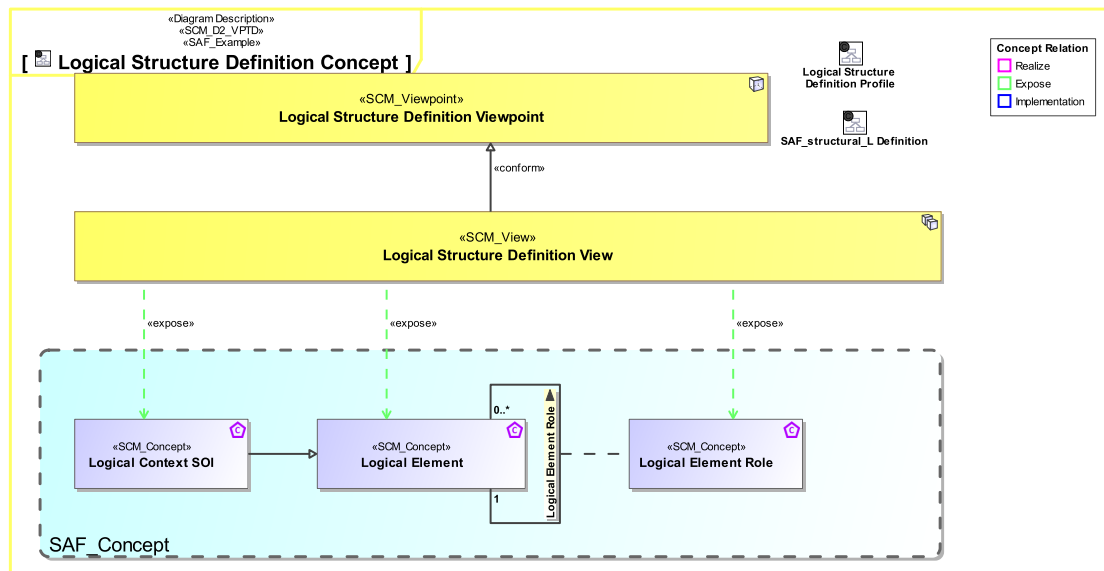 «Diagram Description»
«SCM_D2_VPTD»
«SAF_Example»
[ Logical Structure Definition Concept ]
Logical Structure
Definition Profile
SAF_structural_L Definition
Concept Relation
Realize
Expose
Implementation
«SCM_Viewpoint»
Logical Structure Definition Viewpoint
«conform»
«SCM_View»
Logical Structure Definition View
«expose»
«expose»
«expose»
0..*
Logical Element Role
C
«SCM_Concept»
Logical Context SOI
C
«SCM_Concept»
Logical Element
C
«SCM_Concept»
Logical Element Role
1
SAF_Concept